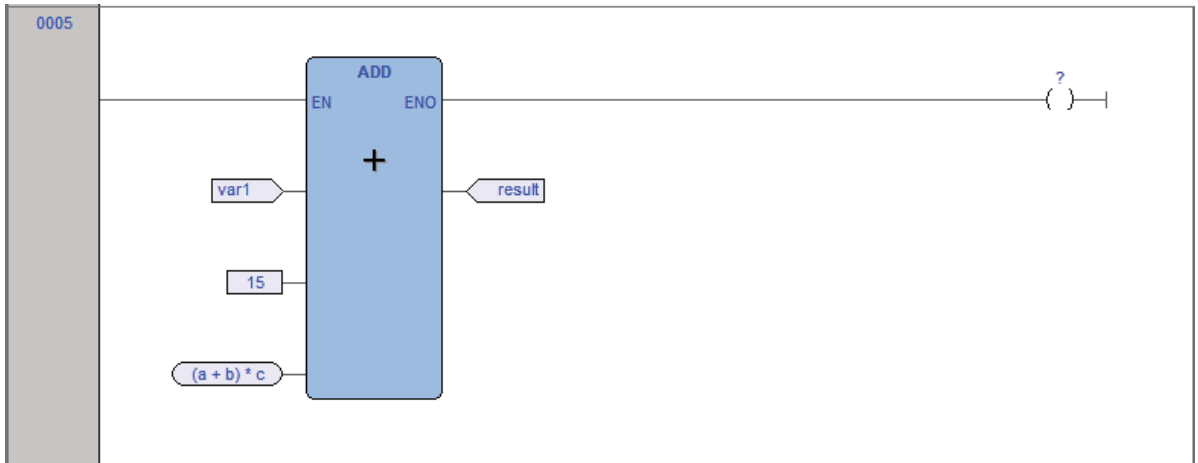 0005
ADD
?
EN ENO
+
var1 result
15
(a + b) * c